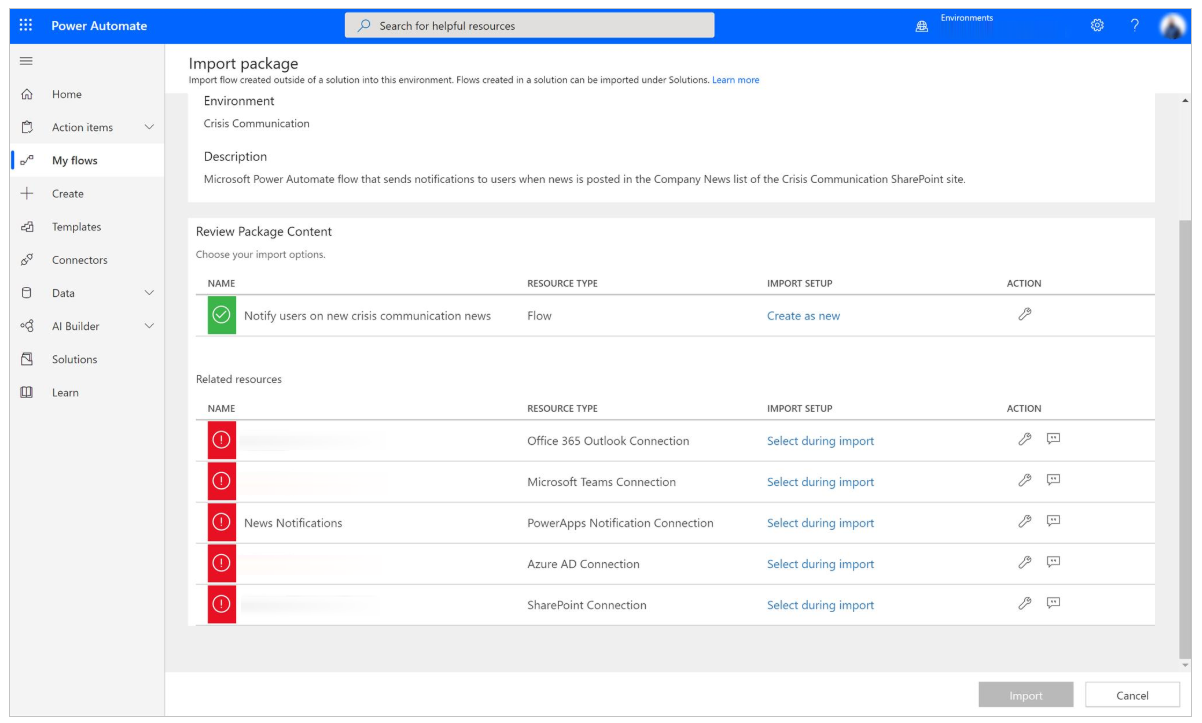 Power Automate
Search for helpful resources
Environments
?
Import package
Import flow created outside of a solution into this environment. Flows created in a solution can be imported under Solutions. Learn more
Home
Action items
My flows
Create
Templates
Connectors
Data
AI Builder
Solutions
Learn
Environment
Crisis Communication
Description
Microsoft Power Automate flow that sends notifications to users when news is posted in the Company News list of the Crisis Communication SharePoint site.
Review Package Content
Choose your import options.
NAME RESOURCE TYPE IMPORT SETUP ACTION
Notify users on new crisis communication news Flow Create as new
Related resources
NAME RESOURCE TYPE IMPORT SETUP ACTION
Office 365 Outlook Connection Select during import
Microsoft Teams Connection Select during import
News Notifications PowerApps Notification Connection Select during import
Azure AD Connection Select during import
SharePoint Connection Select during import
Import Cancel